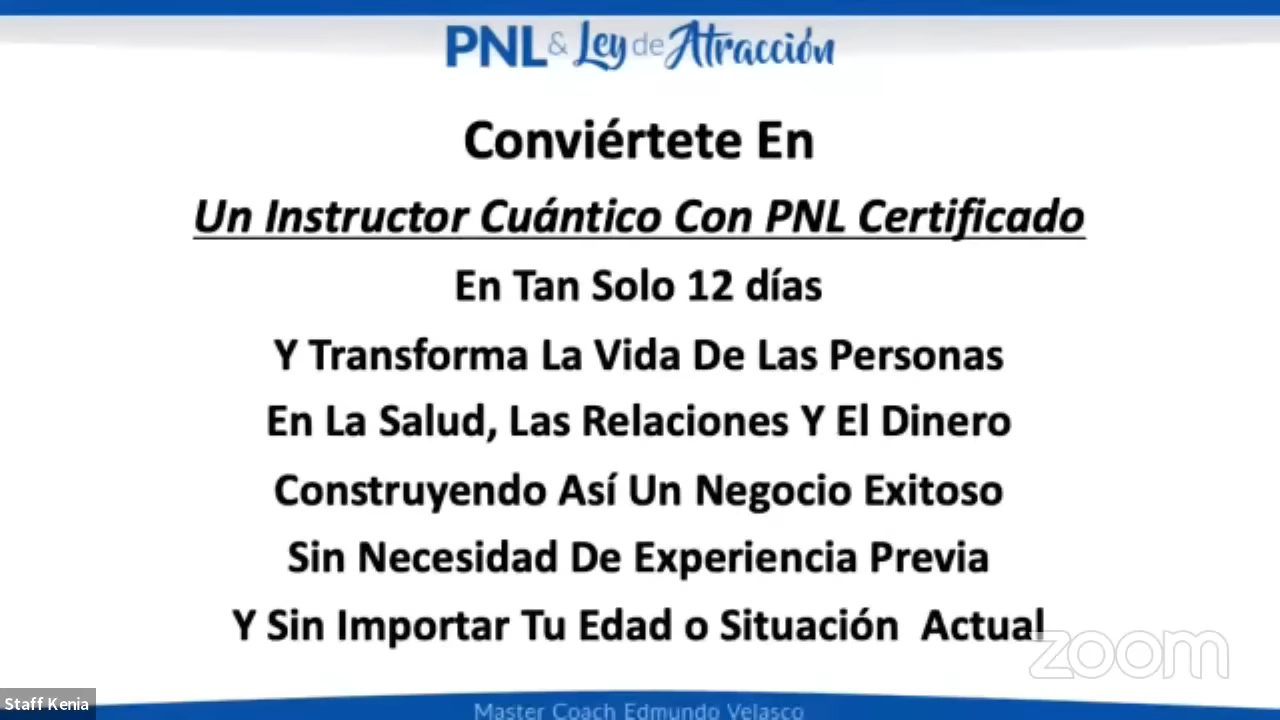 PNL & Ley de Atracción
Conviértete En
Un Instructor Cuántico Con PNL Certificado
En Tan Solo 12 días
Y Transforma La Vida De Las Personas
En La Salud, Las Relaciones Y El Dinero
Construyendo Así Un Negocio Exitoso
Sin Necesidad De Experiencia Previa
Y Sin Importar Tu Edad o Situación Actual
zoom
Staff Kenia
Master Coach Edmundo Velasco